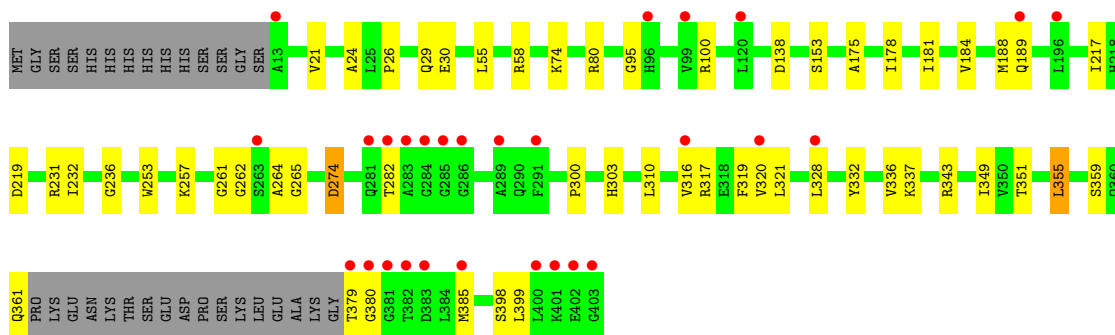 MET GLY SER SER HIS HIS HIS HIS HIS HIS SER SER GLY SER A13 V21 A24 L25 P26 Q29 E30 L55 R58 K74 R80 G95 H96 V99 R100 L120 D138 S153 A175 I178 I181 V184 M188 Q189 L196 I217 H218
D219 R231 I232 G236 W253 K257 G261 G262 S263 A264 G265 D274 Q281 T282 A283 G284 G285 G286 A289 Q290 F291 P300 H303 L310 V316 R317 E318 F319 V320 L321 L328 Y332 V336 K337 R343 I349 V350 T351 L355 S359 D360
Q361 PRO LYS GLU ASN LYS THR SER GLU ASP PRO SER LYS LEU GLU ALA LYS GLY T379 G380 G381 T382 D383 L384 M385 S398 L399 L400 K401 E402 G403